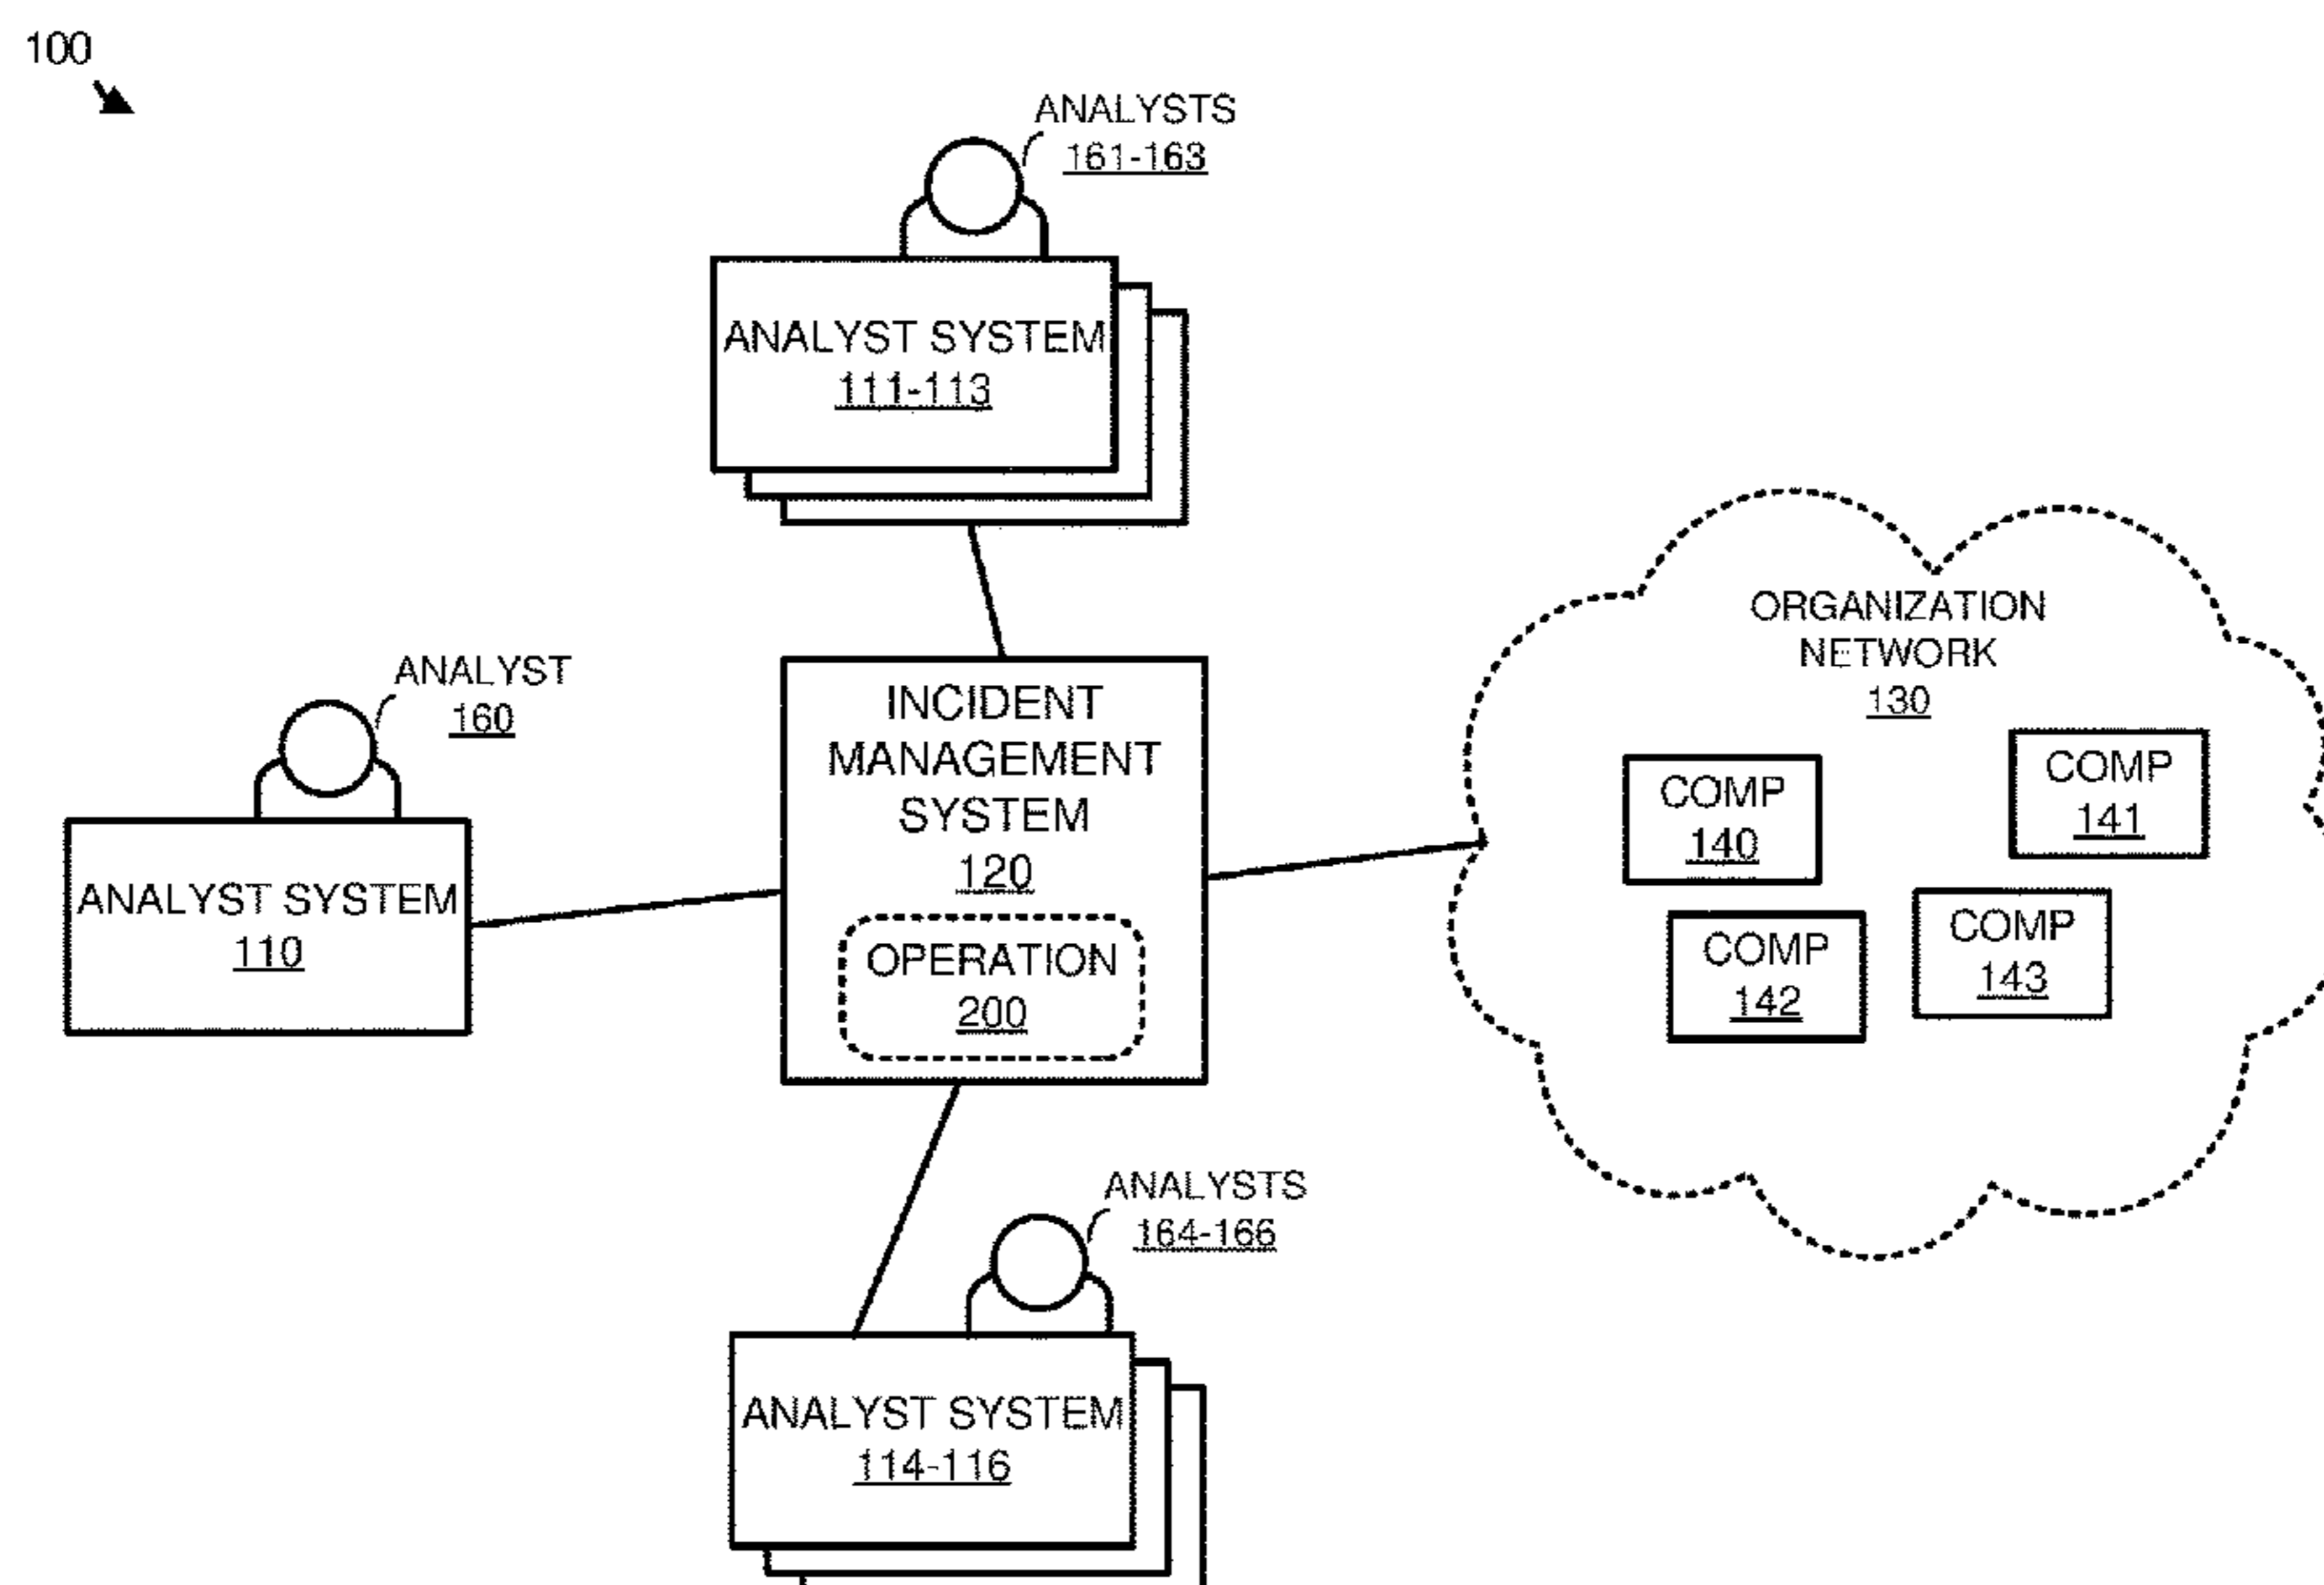 100
ANALYSTS
161-163
ANALYST SYSTEM
111-113
ANALYST
160
ANALYST SYSTEM
110
INCIDENT
MANAGEMENT
SYSTEM
120
OPERATION
200
ORGANIZATION
NETWORK
130
COMP
140
COMP
141
COMP
142
COMP
143
ANALYSTS
164-166
ANALYST SYSTEM
114-116